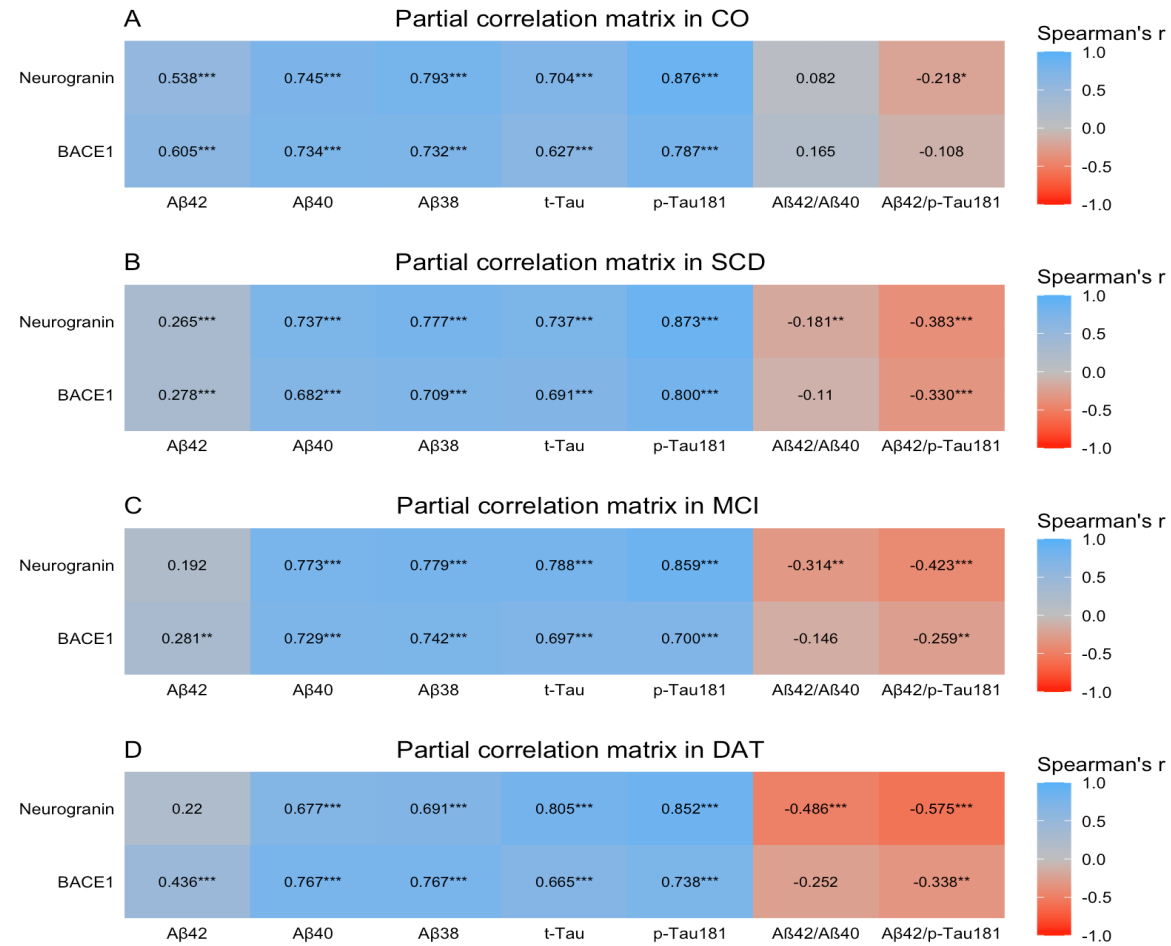 A
Partial correlation matrix in CO
Spearman's r
Neurogranin 0.538*** 0.745*** 0.793*** 0.704*** 0.876*** 0.082 -0.218*
BACE1 0.605*** 0.734*** 0.732*** 0.627*** 0.787*** 0.165 -0.108
Aβ42 Aβ40 Aβ38 t-Tau p-Tau181 Aß42/Aß40 Aβ42/p-Tau181
1.0
0.5
0.0
-0.5
-1.0
B
Partial correlation matrix in SCD
Spearman's r
Neurogranin 0.265*** 0.737*** 0.777*** 0.737*** 0.873*** -0.181** -0.383***
BACE1 0.278*** 0.682*** 0.709*** 0.691*** 0.800*** -0.11 -0.330***
Aβ42 Aβ40 Aβ38 t-Tau p-Tau181 Aß42/Aß40 Aβ42/p-Tau181
1.0
0.5
0.0
-0.5
-1.0
C
Partial correlation matrix in MCI
Spearman's r
Neurogranin 0.192 0.773*** 0.779*** 0.788*** 0.859*** -0.314** -0.423***
BACE1 0.281** 0.729*** 0.742*** 0.697*** 0.700*** -0.146 -0.259**
Aβ42 Aβ40 Aβ38 t-Tau p-Tau181 Aß42/Aß40 Aβ42/p-Tau181
1.0
0.5
0.0
-0.5
-1.0
D
Partial correlation matrix in DAT
Spearman's r
Neurogranin 0.22 0.677*** 0.691*** 0.805*** 0.852*** -0.486*** -0.575***
BACE1 0.436*** 0.767*** 0.767*** 0.665*** 0.738*** -0.252 -0.338**
Aβ42 Aβ40 Aβ38 t-Tau p-Tau181 Aß42/Aß40 Aβ42/p-Tau181
1.0
0.5
0.0
-0.5
-1.0